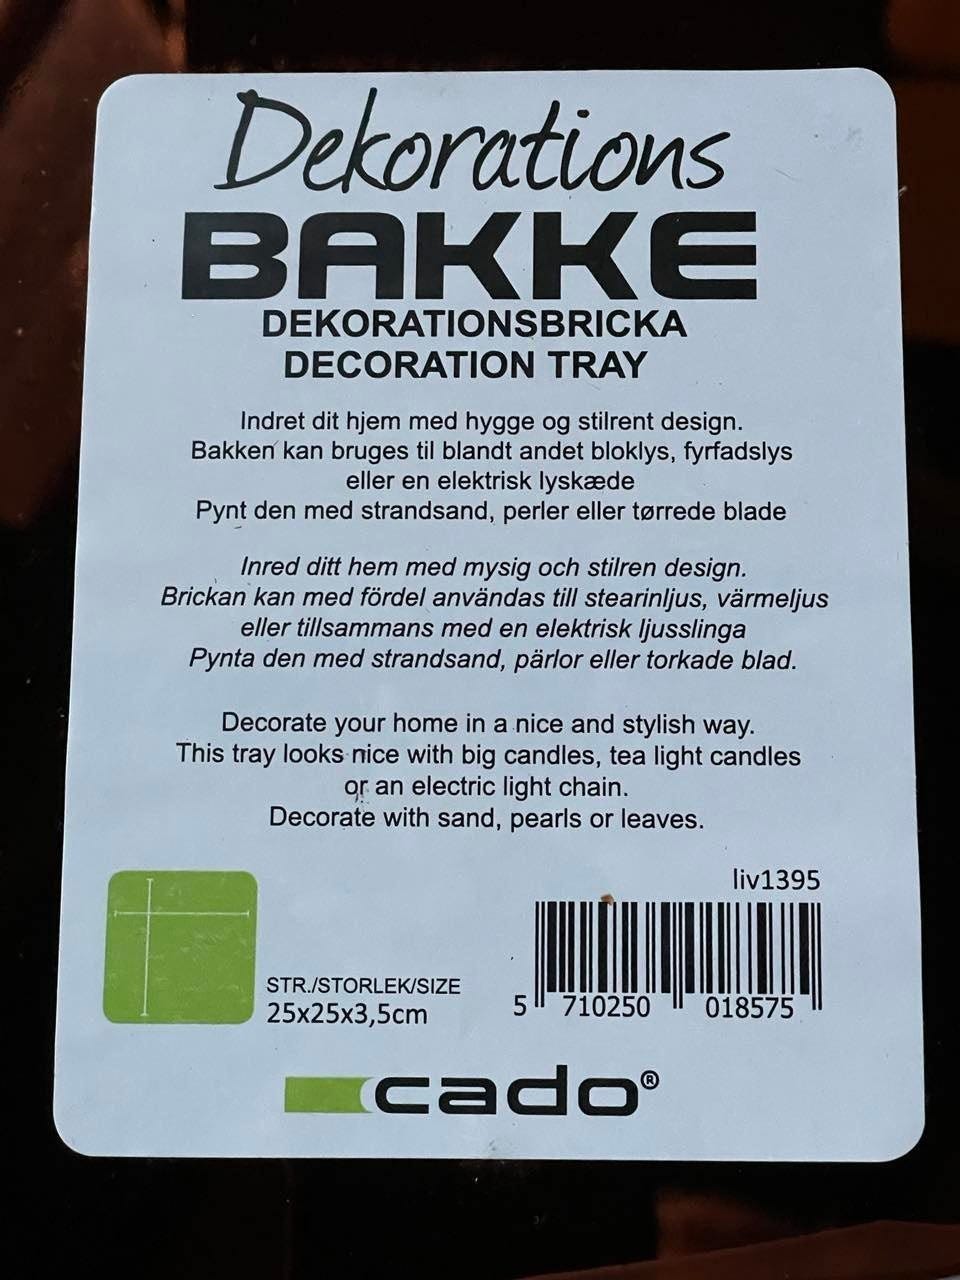 Dekorations
BAKKE
DEKORATIONSBRICKA
DECORATION TRAY
Indret dit hjem med hygge og stilrent design.
Bakken kan bruges til blandt andet bloklys, fyrfadslys
eller en elektrisk lyskæde
Pynt den med strandsand, perler eller tørrede blade
Inred ditt hem med mysig och stilren design.
Brickan kan med fördel användas till stearinljus, värmeljus
eller tillsammans med en elektrisk ljusslinga
Pynta den med strandsand, pärlor eller torkade blad.
Decorate your home in a nice and stylish way.
This tray looks nice with big candles, tea light candles
or an electric light chain.
Decorate with sand, pearls or leaves.
liv1395
STR./STORLEK/SIZE
25x25x3,5cm
5 710250 018575
cado®